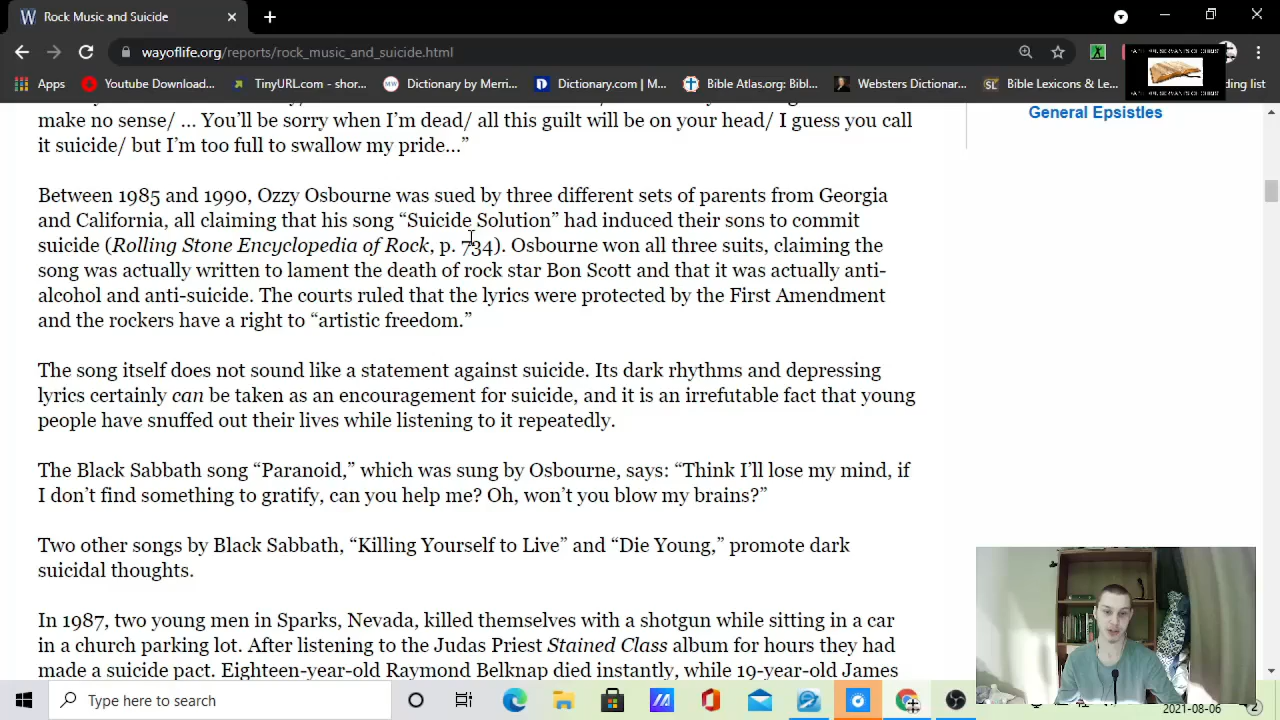 Rock Music and Suicide
wayoflife.org/reports/rock_music_and_suicide.html
Apps
Youtube Download...
TinyURL.com - shor...
Dictionary by Merri...
Dictionary.com | M...
Bible Atlas.org: Bibl...
Websters Dictionar...
Bible Lexicons & Le...
ding list
General Epsistles
make no sense/ … You’ll be sorry when I’m dead/ all this guilt will be on your head/ I guess you call
it suicide/ but I’m too full to swallow my pride…”
Between 1985 and 1990, Ozzy Osbourne was sued by three different sets of parents from Georgia
and California, all claiming that his song “Suicide Solution” had induced their sons to commit
suicide (Rolling Stone Encyclopedia of Rock, p. 734). Osbourne won all three suits, claiming the
song was actually written to lament the death of rock star Bon Scott and that it was actually anti-
alcohol and anti-suicide. The courts ruled that the lyrics were protected by the First Amendment
and the rockers have a right to “artistic freedom.”
The song itself does not sound like a statement against suicide. Its dark rhythms and depressing
lyrics certainly can be taken as an encouragement for suicide, and it is an irrefutable fact that young
people have snuffed out their lives while listening to it repeatedly.
The Black Sabbath song “Paranoid,” which was sung by Osbourne, says: “Think I’ll lose my mind, if
I don’t find something to gratify, can you help me? Oh, won’t you blow my brains?”
Two other songs by Black Sabbath, “Killing Yourself to Live” and “Die Young,” promote dark
suicidal thoughts.
In 1987, two young men in Sparks, Nevada, killed themselves with a shotgun while sitting in a car
in a church parking lot. After listening to the Judas Priest Stained Class album for hours they had
made a suicide pact. Eighteen-year-old Raymond Belknap died instantly, while 19-year-old James
Type here to search
2021-08-06